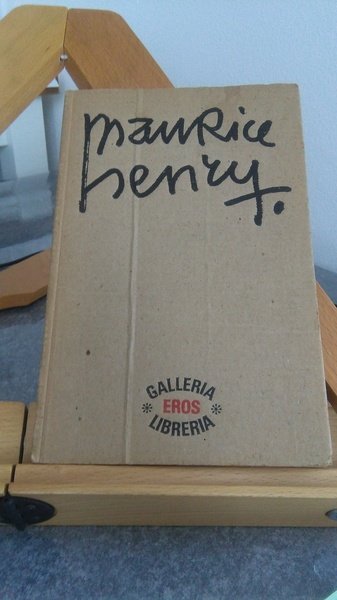 maurice
henry.
GALLERIA
* EROS *
LIBRERIA